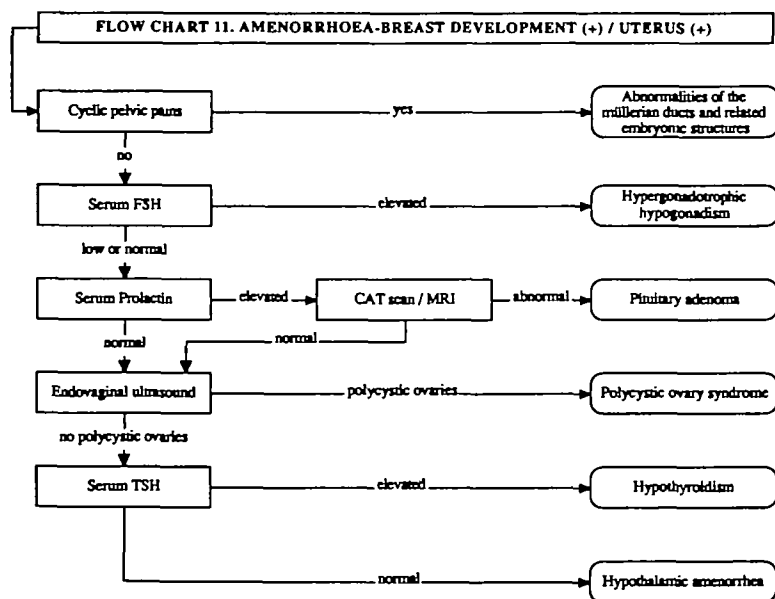 FLOW CHART 11. AMENORRHOEA-BREAST DEVELOPMENT (+) / UTERUS (+)
Cyclic pelvic pains
yes
Abnormalities of the
müllerian ducts and related
embryonic structures
no
Serum FSH
elevated
Hypergonadotrophic
hypogonadism
low or normal
Serum Prolactin
elevated
CAT scan / MRI
abnormal
Pituitary adenoma
normal
normal
Endovaginal ultrasound
polycystic ovaries
Polycystic ovary syndrome
no polycystic ovaries
Serum TSH
elevated
Hypothyroidism
normal
Hypothalamic amenorrhea